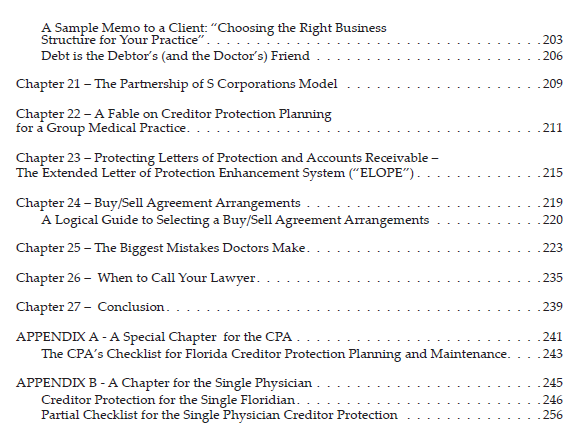 A Sample Memo to a Client: “Choosing the Right Business
Structure for Your Practice” . . . . . . . . . . . . . . . . . . . . . . . . . . . . . . . 203
Debt is the Debtor’s (and the Doctor’s) Friend . . . . . . . . . . . . . . . . . . . . . 206
Chapter 21 – The Partnership of S Corporations Model . . . . . . . . . . . . . . . . . . 209
Chapter 22 – A Fable on Creditor Protection Planning
for a Group Medical Practice. . . . . . . . . . . . . . . . . . . . . . . . . . . . . . . . . 211
Chapter 23 – Protecting Letters of Protection and Accounts Receivable –
The Extended Letter of Protection Enhancement System (“ELOPE”) . . . . . . . . . . . . 215
Chapter 24 – Buy/Sell Agreement Arrangements . . . . . . . . . . . . . . . . . . . . . . 219
A Logical Guide to Selecting a Buy/Sell Agreement Arrangements . . . . . . . . . . 220
Chapter 25 – The Biggest Mistakes Doctors Make. . . . . . . . . . . . . . . . . . . . . . 223
Chapter 26 – When to Call Your Lawyer. . . . . . . . . . . . . . . . . . . . . . . . . . 235
Chapter 27 – Conclusion. . . . . . . . . . . . . . . . . . . . . . . . . . . . . . . . . . . 239
APPENDIX A - A Special Chapter for the CPA . . . . . . . . . . . . . . . . . . . . . . . 241
The CPA’s Checklist for Florida Creditor Protection Planning and Maintenance. . . . 243
APPENDIX B - A Chapter for the Single Physician . . . . . . . . . . . . . . . . . . . . . 245
Creditor Protection for the Single Floridian. . . . . . . . . . . . . . . . . . . . . . . 246
Partial Checklist for the Single Physician Creditor Protection . . . . . . . . . . . . . 256